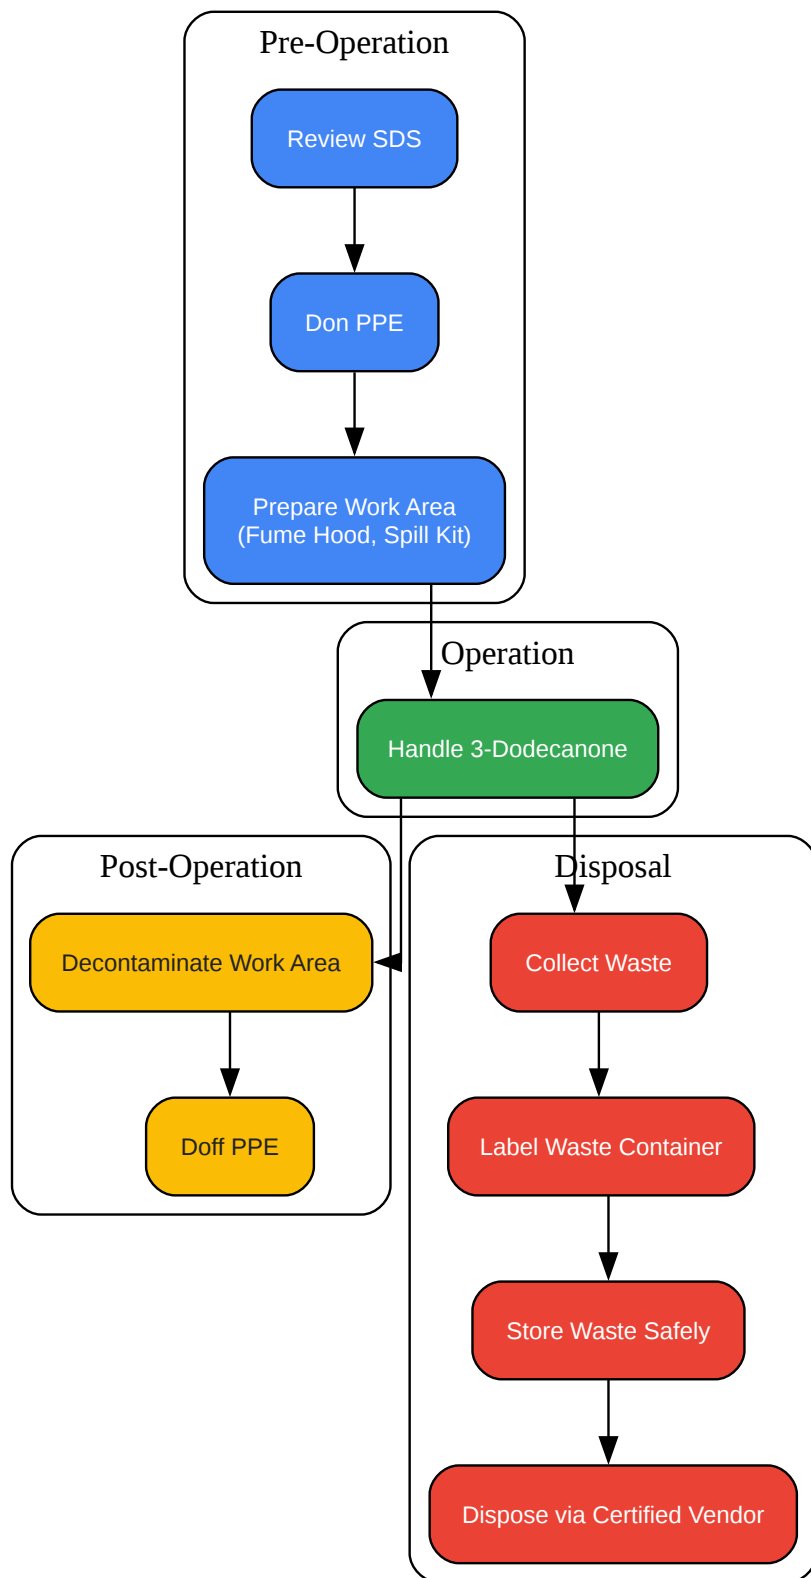 Pre-Operation
Review SDS
Don PPE
Prepare Work Area
(Fume Hood, Spill Kit)
Operation
Handle 3-Dodecanone
Post-Operation
Decontaminate Work Area
Doff PPE
Disposal
Collect Waste
Label Waste Container
Store Waste Safely
Dispose via Certified Vendor